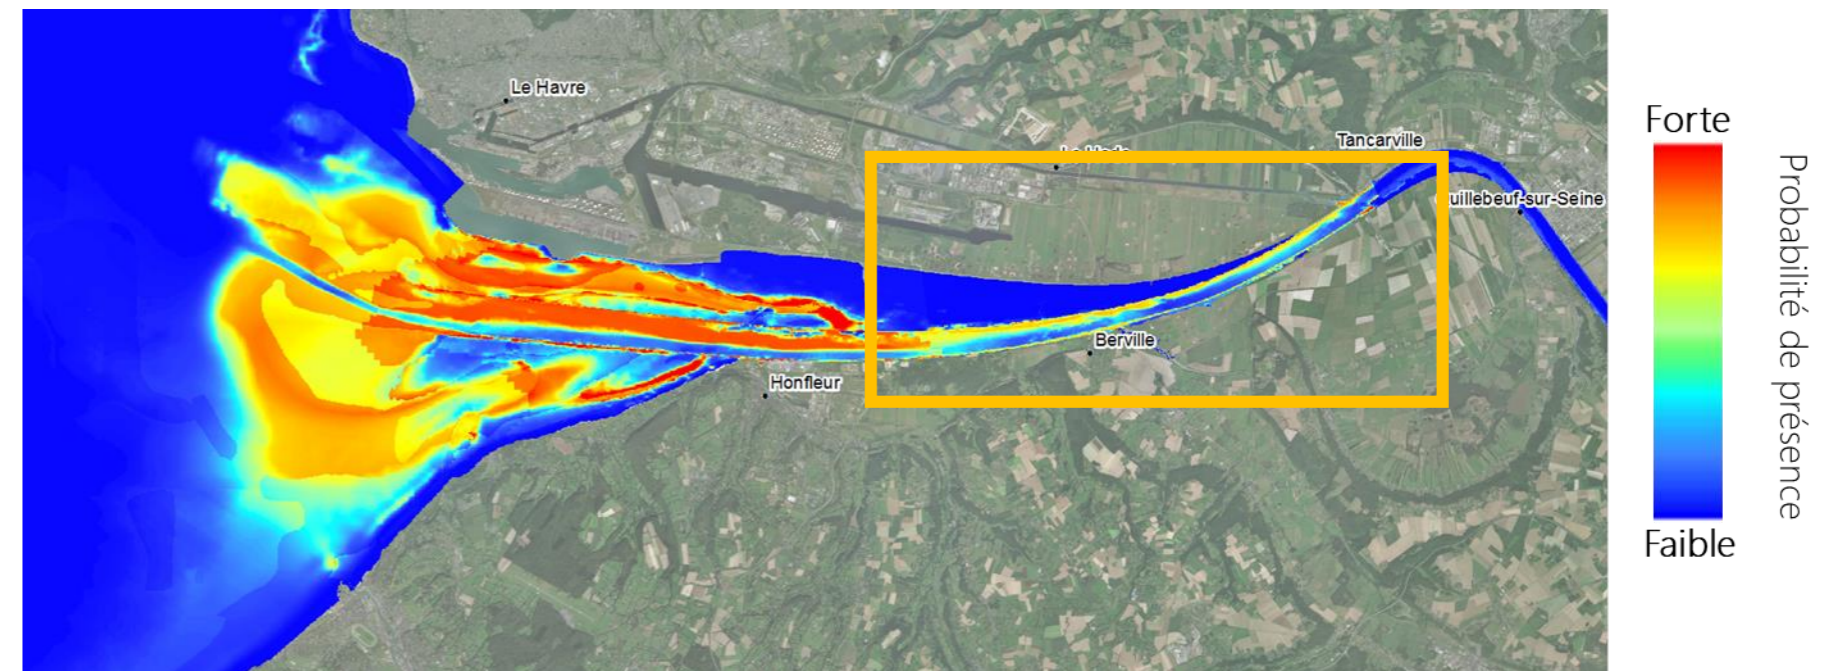 Le Havre
Tancarville
uillebeuf-sur-Seine
Berville
Honfleur
Forte
Faible
Probabilité de présence